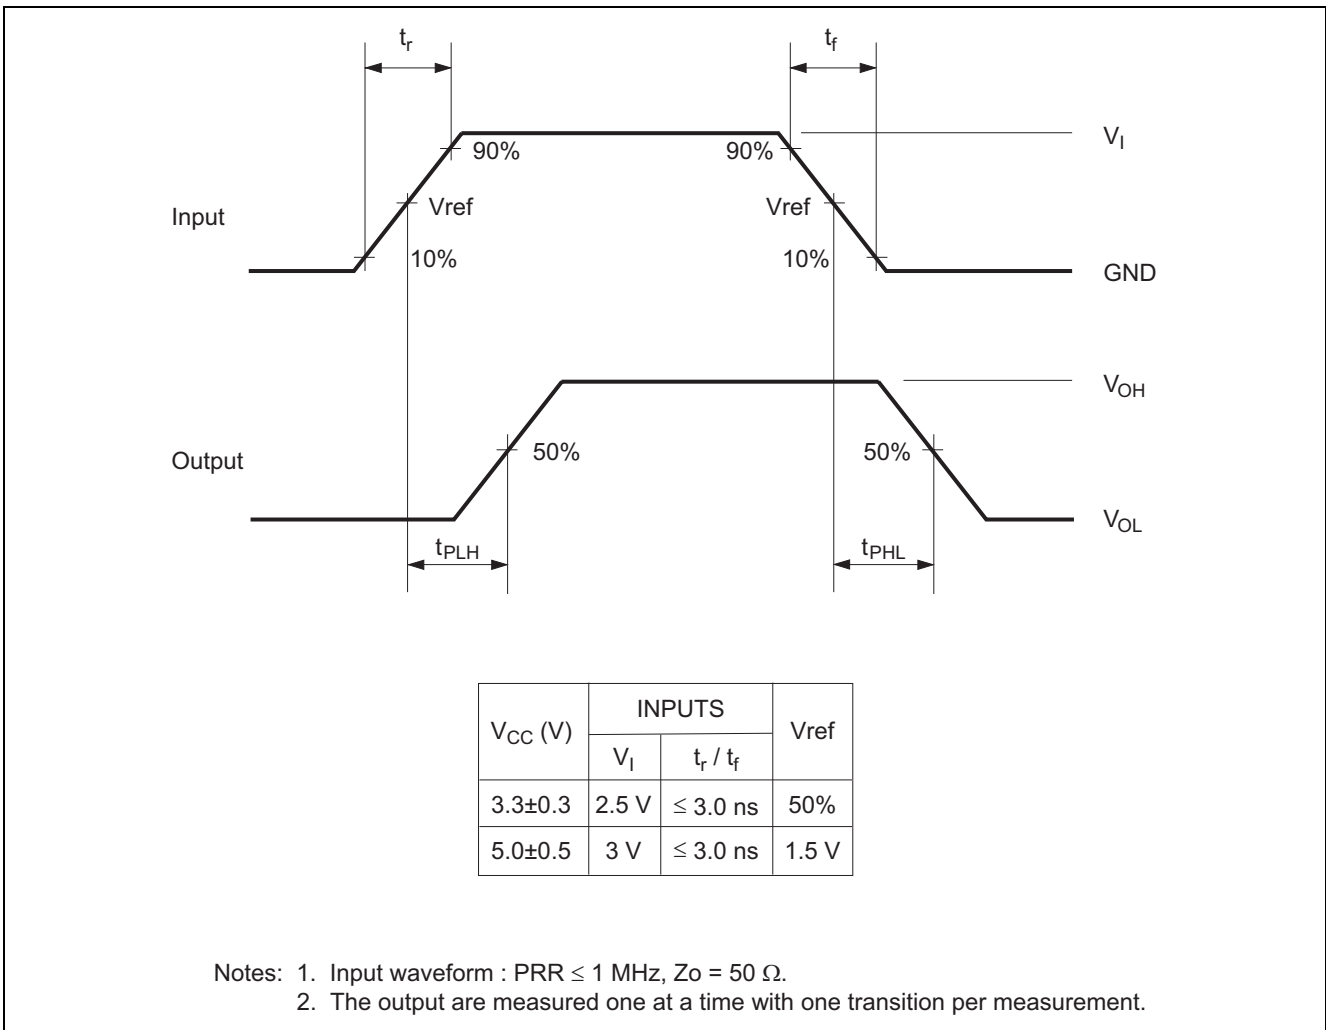 tr tf
VI
90% 90%
Input Vref Vref
10% 10%
GND
VOH
Output 50% 50%
VOL
tPLH tPHL
VCC (V) INPUTS Vref
VI tr / tf
3.3±0.3 2.5 V ≤ 3.0 ns 50%
5.0±0.5 3 V ≤ 3.0 ns 1.5 V
Notes: 1. Input waveform : PRR ≤ 1 MHz, Zo = 50 Ω.
2. The output are measured one at a time with one transition per measurement.